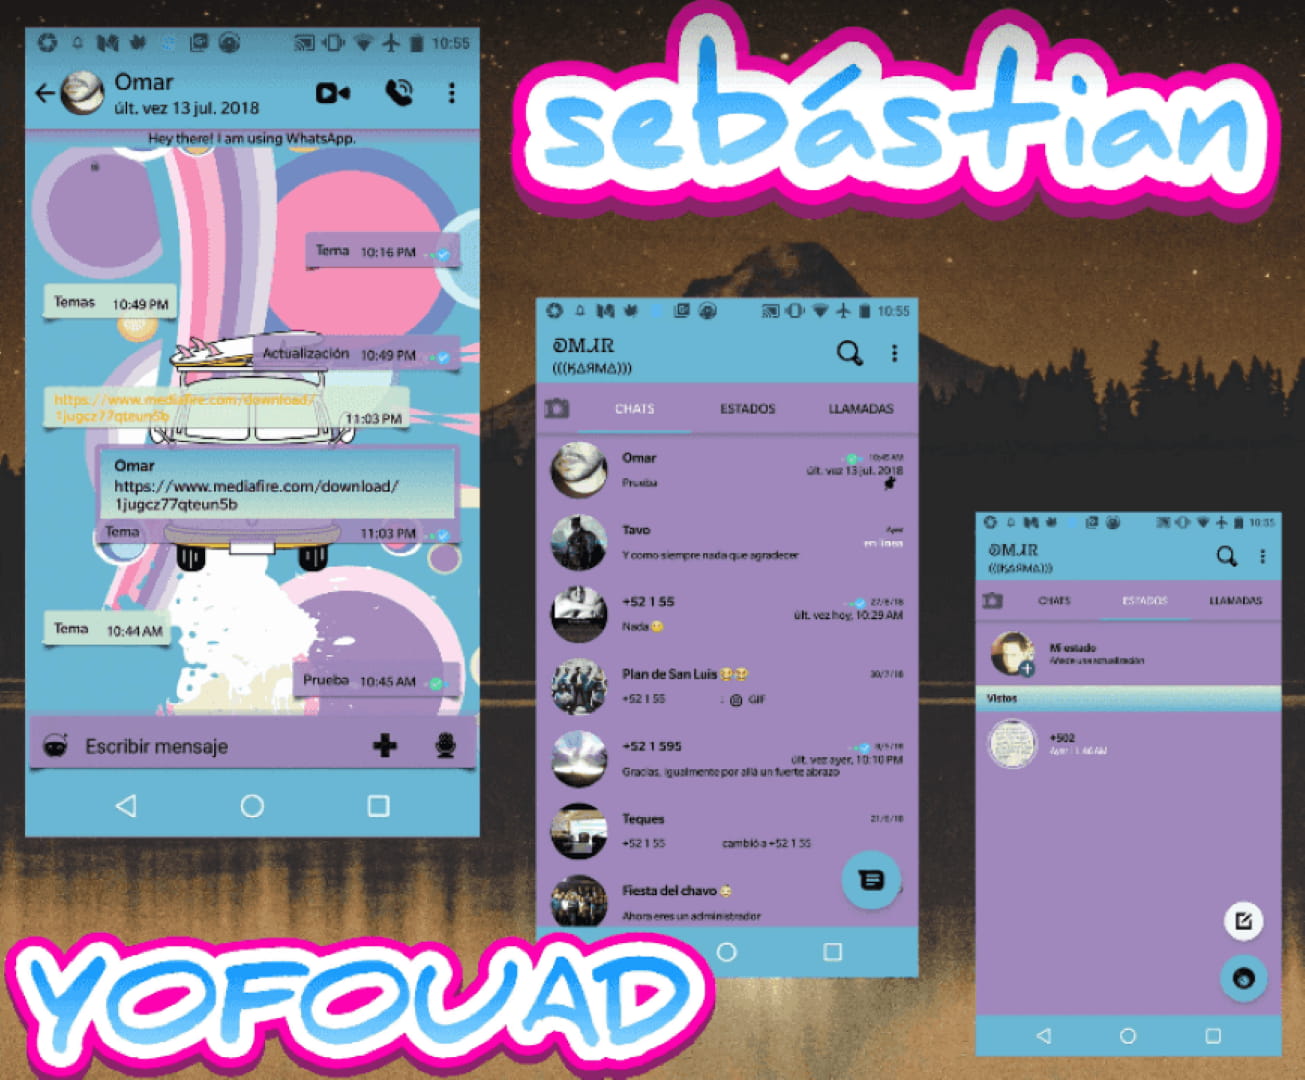 sebástian
10:55
Omar
últ. vez 13 jul. 2018
Hey there! I am using WhatsApp.
Tema 10:16 PM
Temas 10:49 PM
Actualización 10:49 PM
https://www.mediafire.com/download/
1jugcz77qteun5b
11:03 PM
Omar
https://www.mediafire.com/download/
1jugcz77qteun5b
Tema 11:03 PM
Tema 10:44 AM
Prueba 10:45 AM
Escribir mensaje
10:55
(((ҚΔЯMΔ)))
CHATS ESTADOS LLAMADAS
Omar 10:45 AM
últ. vez 13 jul. 2018
Prueba
Tavo Ayer
en línea
Y como siempre nada que agradecer
+52 1 55 27/6/18
últ. vez hoy, 10:29 AM
Nada 😶
Plan de San Luis 30/7/18
+52 1 55 : GIF
+52 1 595
últ. vez ayer, 10:10 PM
Gracias, igualmente por allá un fuerte abrazo
Teques 21/6/18
+52 1 55 cambió a +52 1 55
Fiesta del chavo
Ahora eres un administrador
10:55
(((ҚΔЯMΔ)))
CHATS ESTADOS LLAMADAS
Mi estado
Añade una actualización
Vistos
+502
Ayer 1:46 AM
YOFOUAD